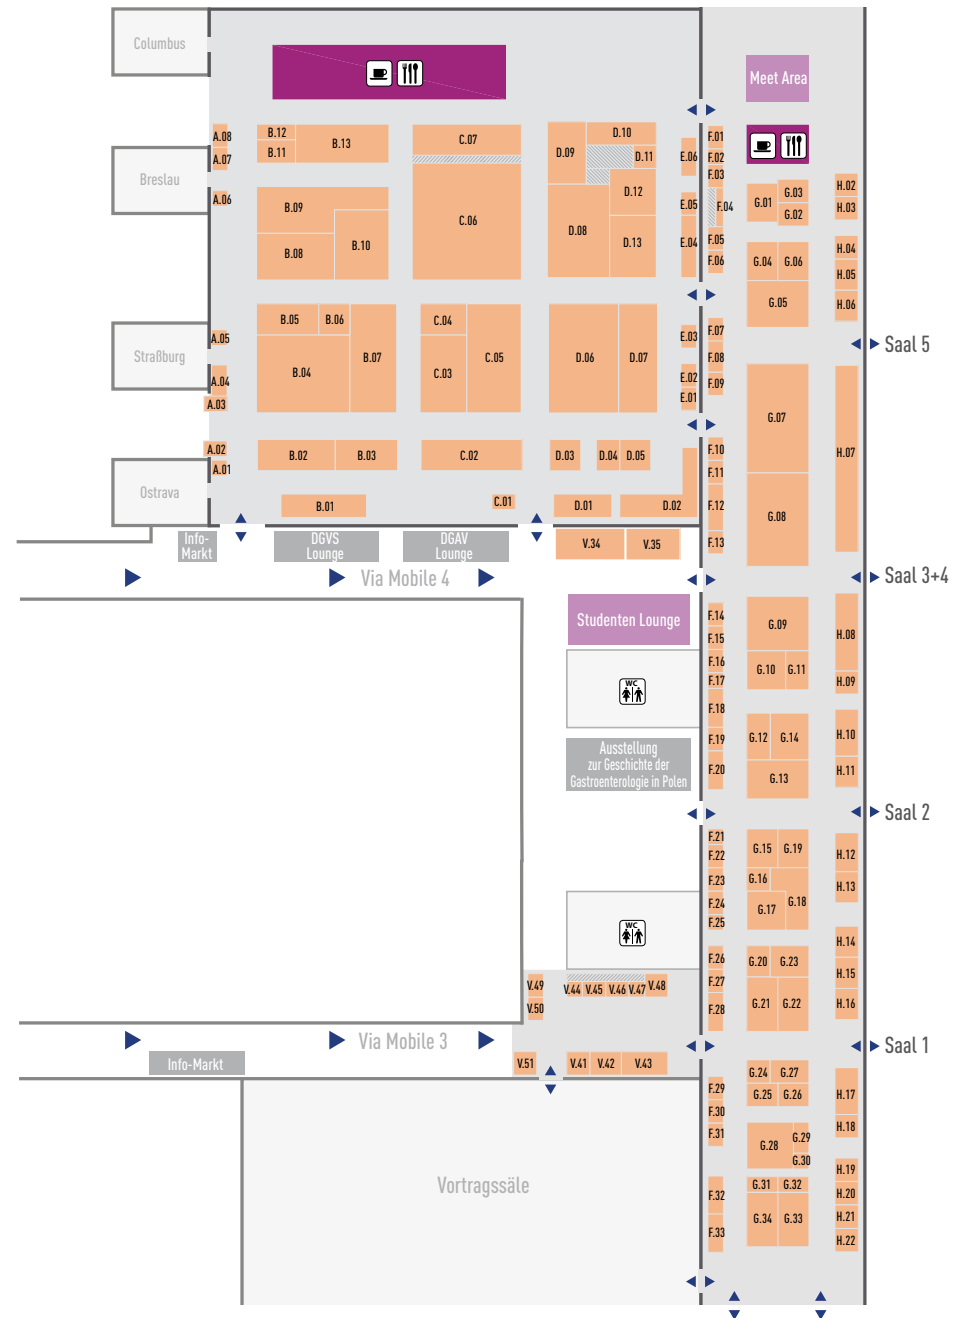 Columbus
Meet Area
A.08
B.12
B.13
C.07
D.10
F.01
A.07
B.11
D.09
D.11
E.06
F.02
F.03
Breslau
A.06
B.09
C.06
D.12
E.05
F.04
G.01
G.03
G.02
H.02
H.03
B.08
B.10
D.08
D.13
E.04
F.05
F.06
G.04
G.06
H.04
H.05
G.05
H.06
B.05
B.06
C.04
A.05
Straßburg
B.04
B.07
C.03
C.05
D.06
D.07
E.03
F.07
F.08
Saal 5
A.04
E.02
F.09
A.03
E.01
G.07
A.02
A.01
B.02
B.03
C.02
D.03
D.04
D.05
F.10
F.11
H.07
Ostrava
B.01
C.01
D.01
D.02
F.12
G.08
Info-
Markt
DGVS
Lounge
DGAV
Lounge
V.34
V.35
F.13
Via Mobile 4
Saal 3+4
Studenten Lounge
F.14
F.15
G.09
H.08
WC
F.16
F.17
G.10
G.11
H.09
F.18
F.19
G.12
G.14
H.10
Ausstellung
zur Geschichte der
Gastroenterologie in Polen
F.20
G.13
H.11
Saal 2
F.21
F.22
G.15
G.19
H.12
F.23
G.16
H.13
F.24
G.17
G.18
F.25
WC
H.14
F.26
G.20
G.23
F.27
H.15
V.49
V.44
V.45
V.46
V.47
V.48
V.50
F.28
G.21
G.22
H.16
Via Mobile 3
Saal 1
Info-Markt
V.51
V.41
V.42
V.43
G.24
G.27
F.29
G.25
G.26
H.17
F.30
F.31
H.18
G.28
G.29
G.30
H.19
Vortragssäle
F.32
G.31
G.32
H.20
F.33
G.34
G.33
H.21
H.22